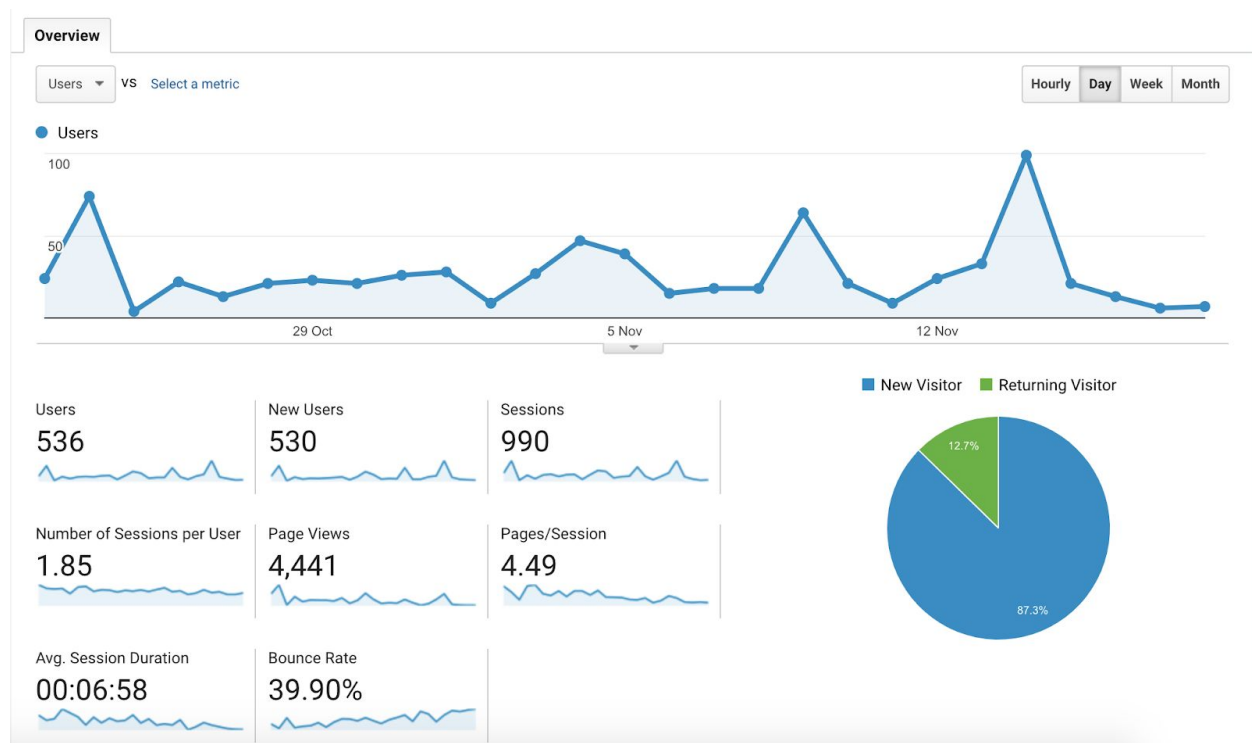 Overview
Users VS Select a metric
Hourly Day Week Month
Users
100
50
29 Oct 5 Nov 12 Nov
New Visitor Returning Visitor
Users New Users Sessions
536 530 990
12.7%
Number of Sessions per User Page Views Pages/Session
1.85 4,441 4.49
87.3%
Avg. Session Duration Bounce Rate
00:06:58 39.90%